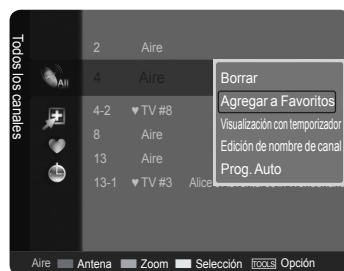 Todos los canales
All
2 Aire
4 Aire
4-2 ♥ TV #8
8 Aire
13 Aire
13-1 ♥ TV #3 Alice
Borrar
Agregar a Favoritos
Visualización con temporizador
Edición de nombre de canal
Prog. Auto
Aire Antena Zoom Selección TOOLS Opción